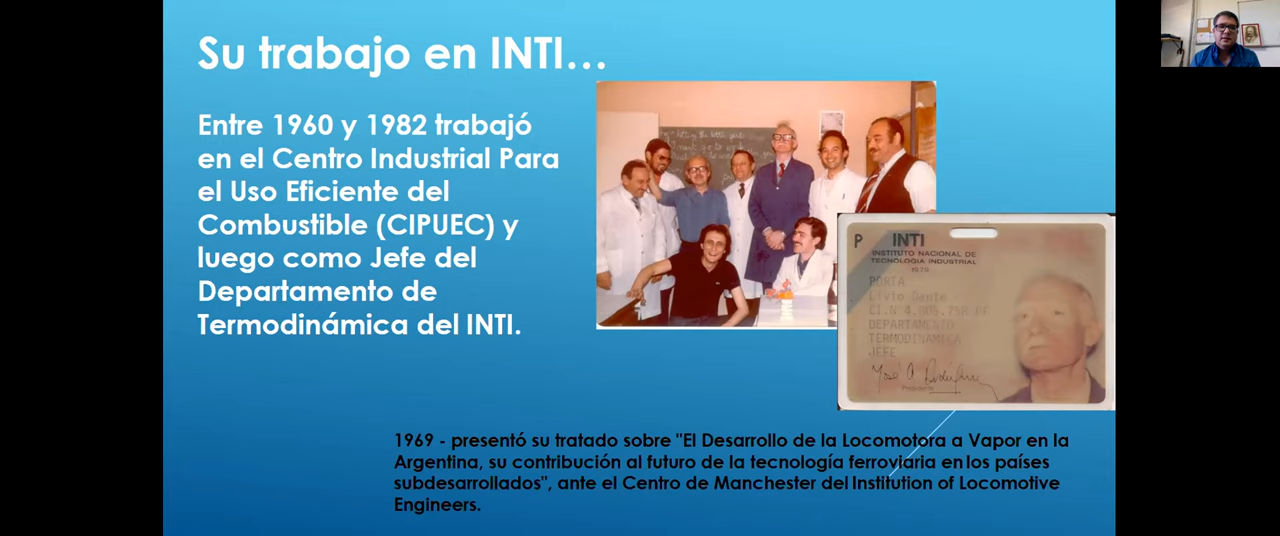 Su trabajo en INTI...
Entre 1960 y 1982 trabajó
en el Centro Industrial Para
el Uso Eficiente del
Combustible (CIPUEC) y
luego como Jefe del
Departamento de
Termodinámica del INTI.
P INTI
INSTITUTO NACIONAL DE
TECNOLOGIA INDUSTRIAL
PORTA
Livio Dante
DEPARTAMENTO
TERMODINAMICA
JEFE
Presidente
1969 - presentó su tratado sobre "El Desarrollo de la Locomotora a Vapor en la
Argentina, su contribución al futuro de la tecnología ferroviaria en los países
subdesarrollados", ante el Centro de Manchester del Institution of Locomotive
Engineers.